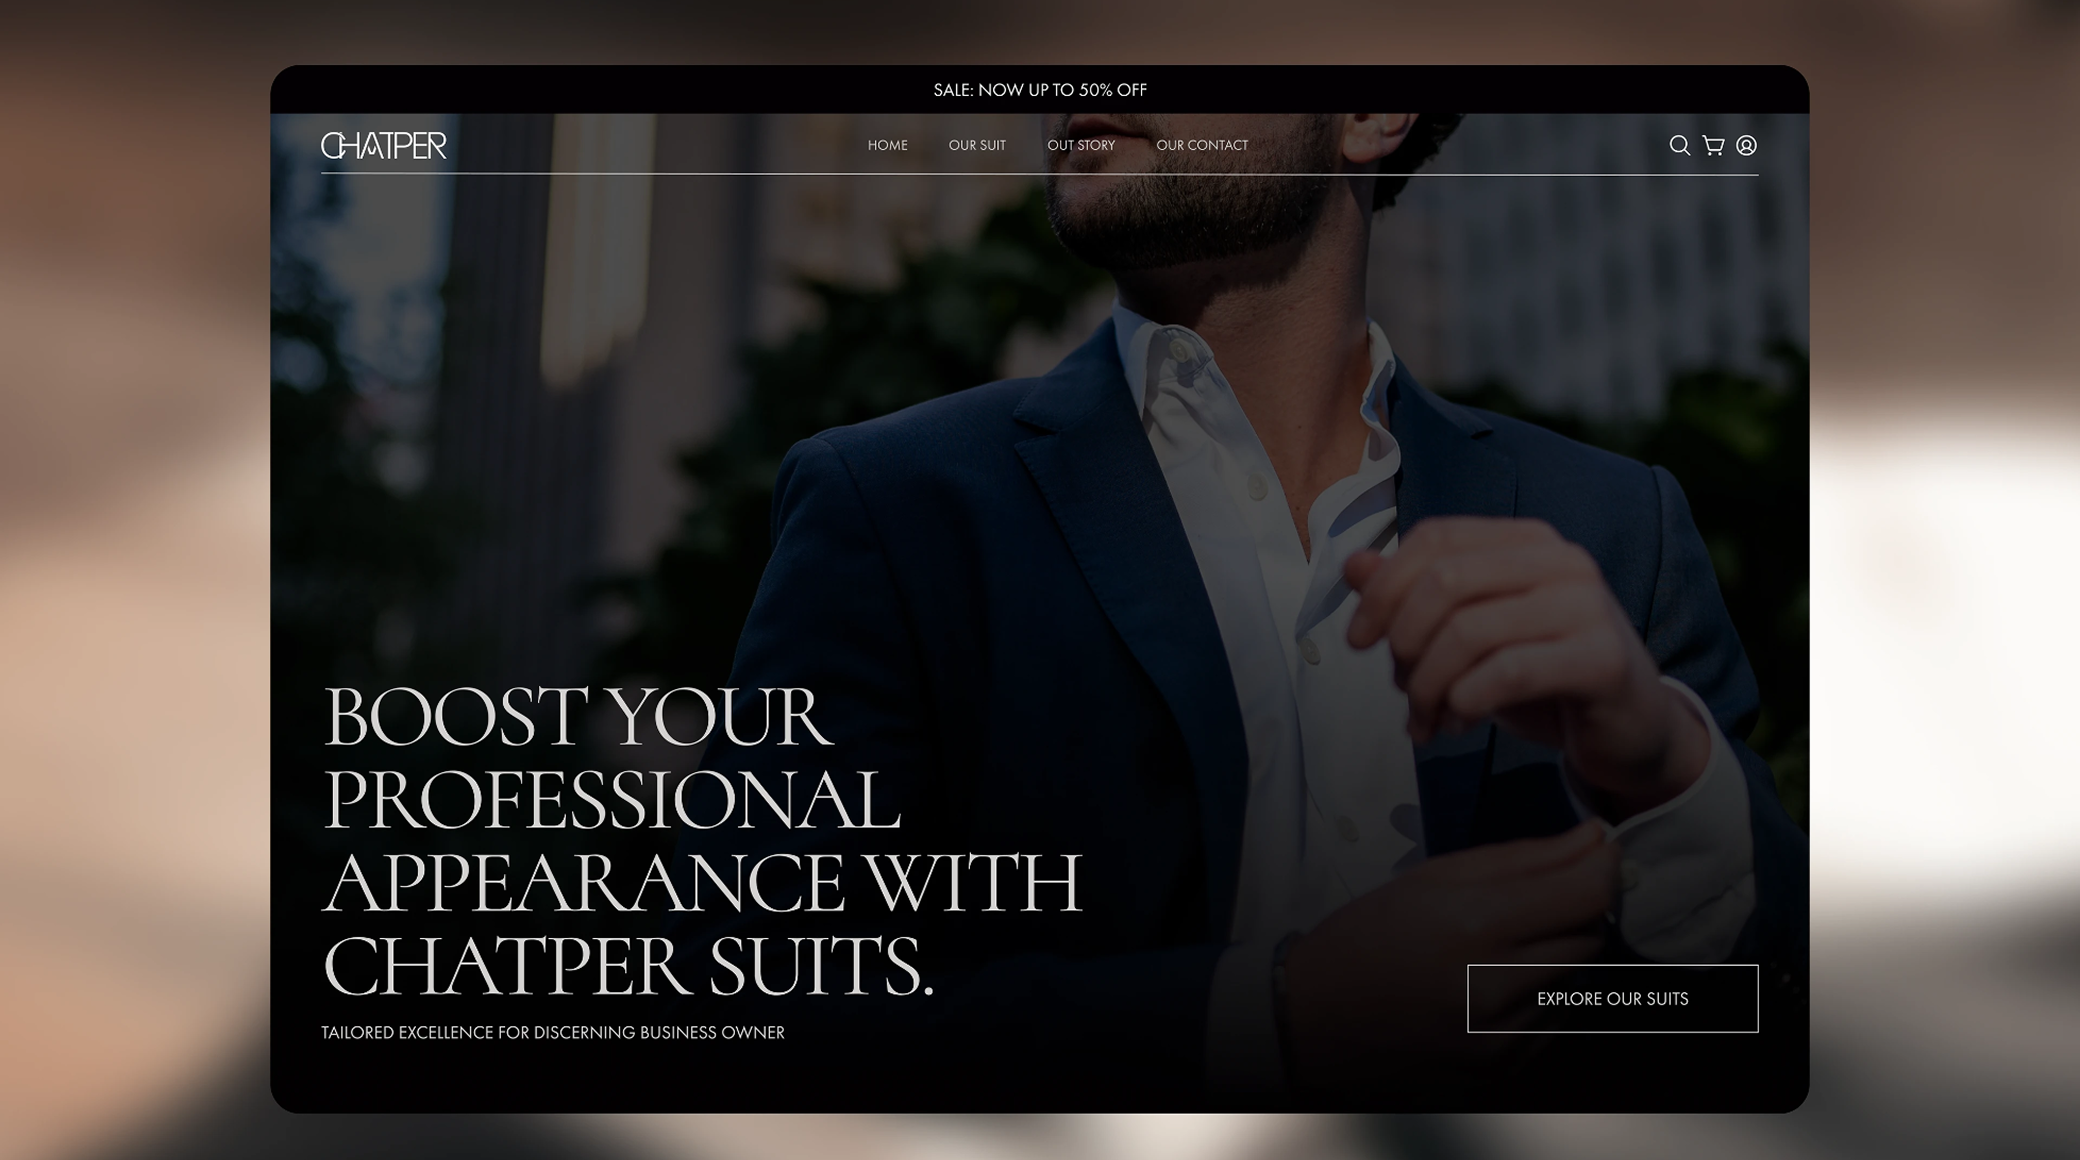 SALE: NOW UP TO 50% OFF
CHATPER
HOME OUR SUIT OUT STORY OUR CONTACT
BOOST YOUR
PROFESSIONAL
APPEARANCE WITH
CHATPER SUITS.
TAILORED EXCELLENCE FOR DISCERNING BUSINESS OWNER
EXPLORE OUR SUITS